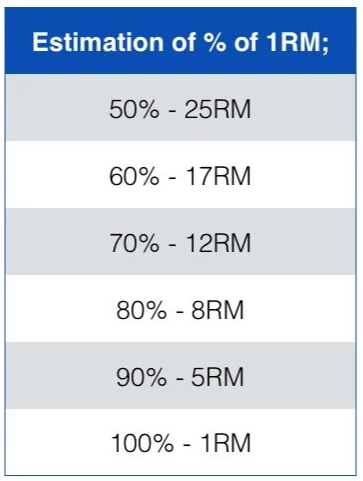 Estimation of % of 1RM;
50% - 25RM
60% - 17RM
70% - 12RM
80% - 8RM
90% - 5RM
100% - 1RM